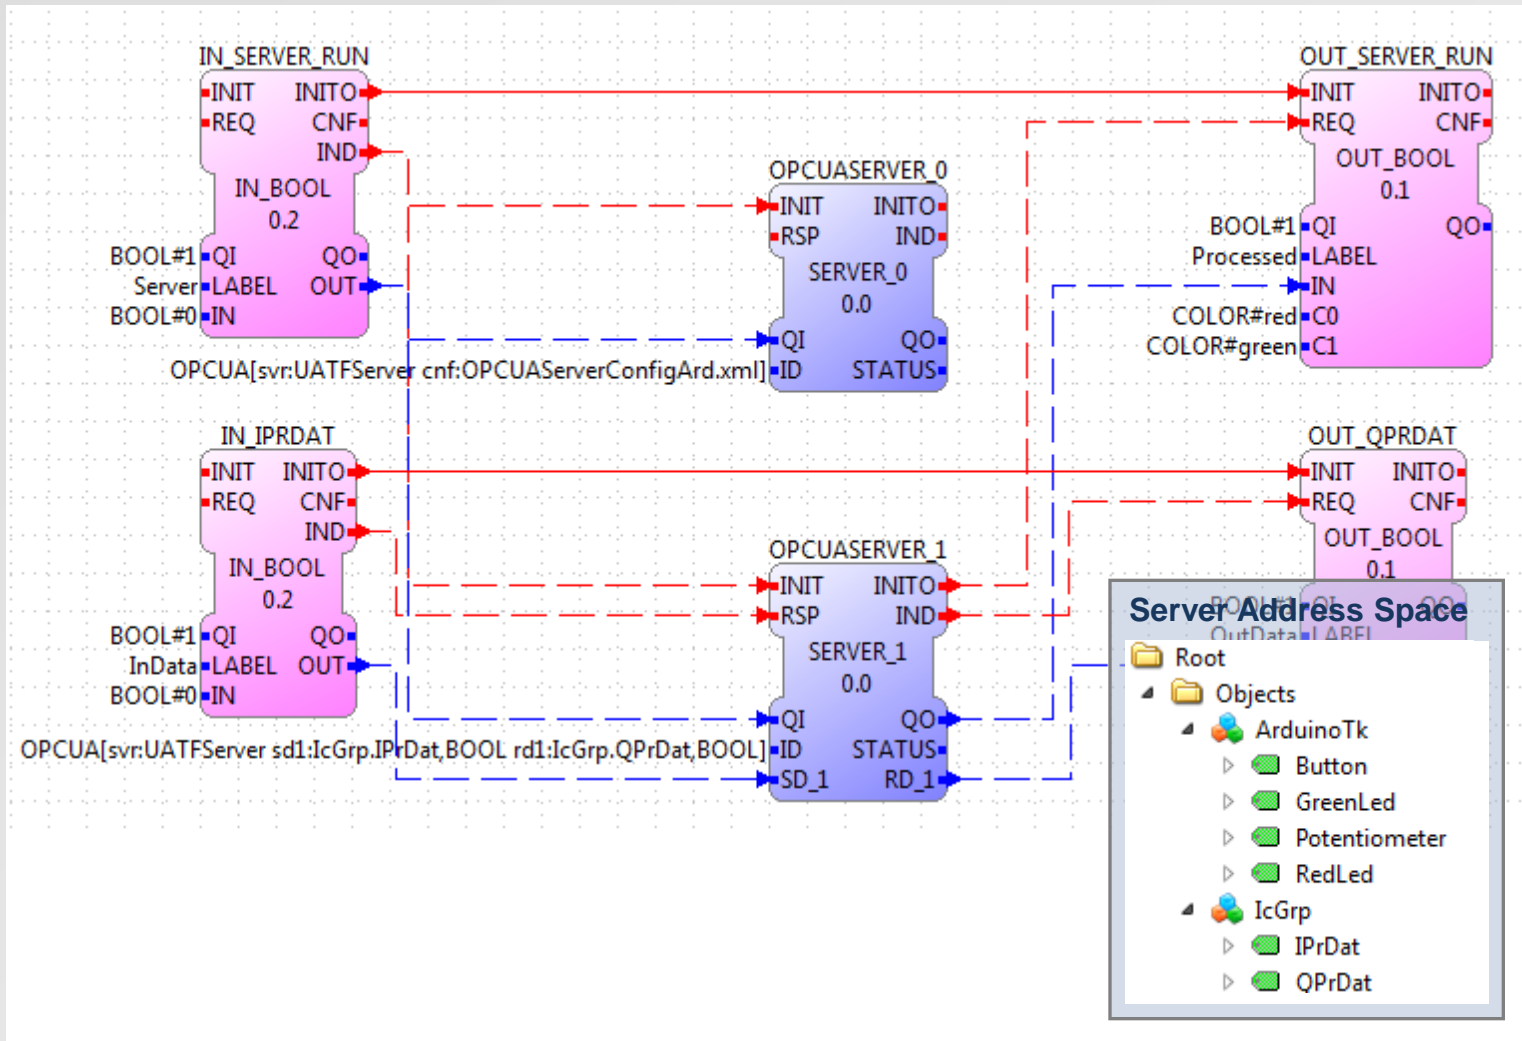 IN_SERVER_RUN
INIT INITO
REQ CNF
IND
IN_BOOL
0.2
BOOL#1 QI QO
Server LABEL OUT
BOOL#0 IN
OPCUASERVER_0
INIT INITO
RSP IND
SERVER_0
0.0
QI QO
OPCUA[svr:UATFServer cnf:OPCUAServerConfigArd.xml] ID STATUS
OUT_SERVER_RUN
INIT INITO
REQ CNF
OUT_BOOL
0.1
BOOL#1 QI QO
Processed LABEL
IN
COLOR#red C0
COLOR#green C1
IN_IPRDAT
INIT INITO
REQ CNF
IND
IN_BOOL
0.2
BOOL#1 QI QO
InData LABEL OUT
BOOL#0 IN
OPCUASERVER_1
INIT INITO
RSP IND
SERVER_1
0.0
QI QO
OPCUA[svr:UATFServer sd1:IcGrp.IPrDat,BOOL rd1:IcGrp.QPrDat,BOOL] ID STATUS
SD_1 RD_1
OUT_QPRDAT
INIT INITO
REQ CNF
OUT_BOOL
0.1
BOOL#1 QI QO
OutData LABEL
Server Address Space
Root
Objects
ArduinoTk
Button
GreenLed
Potentiometer
RedLed
IcGrp
IPrDat
QPrDat